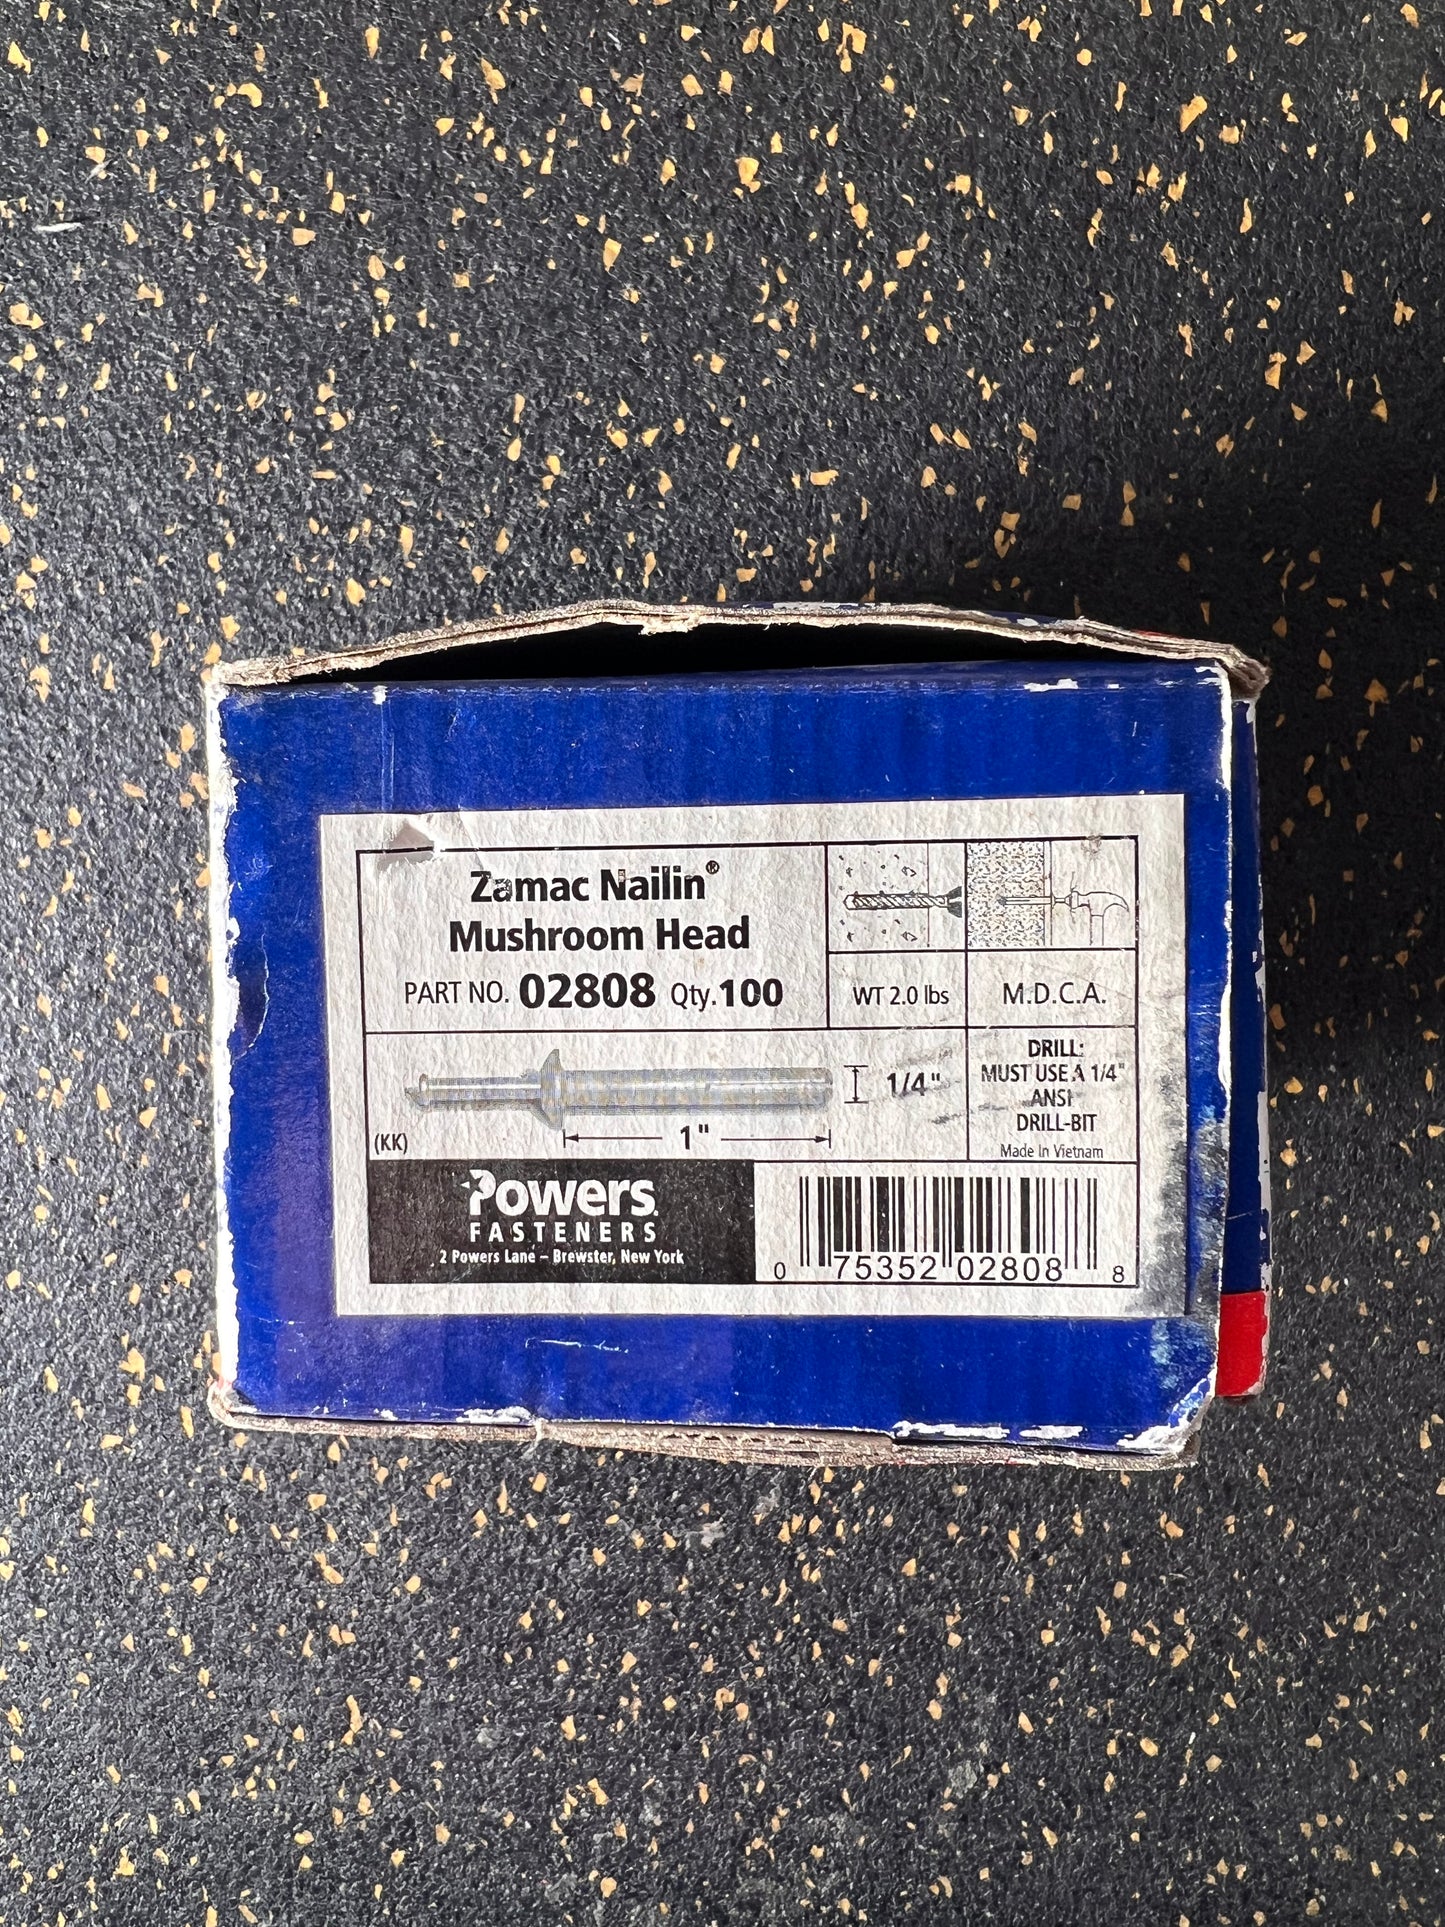 Zamac Nailin®
Mushroom Head
PART NO. 02808 Qty.100
WT 2.0 lbs
M.D.C.A.
1/4"
1"
(KK)
DRILL:
MUST USE A 1/4"
ANSI
DRILL-BIT
Made In Vietnam
Powers
FASTENERS
2 Powers Lane – Brewster, New York
0 75352 02808 8